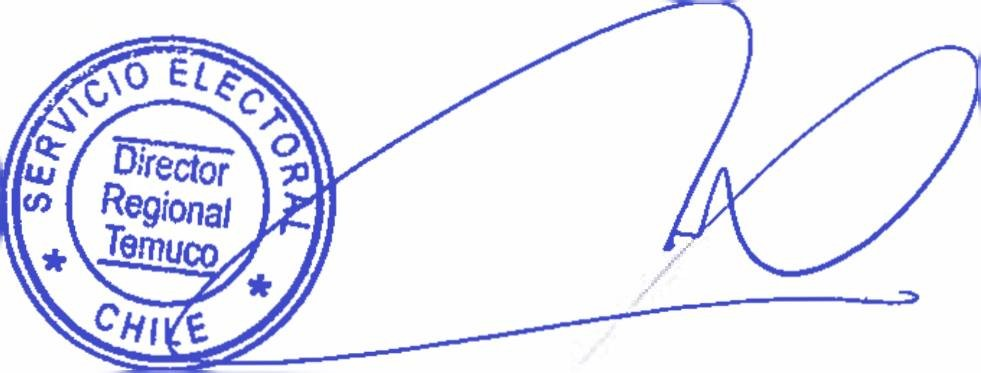 SERVICIO ELECTORAL
Director
Regional
Temuco
* CHILE *